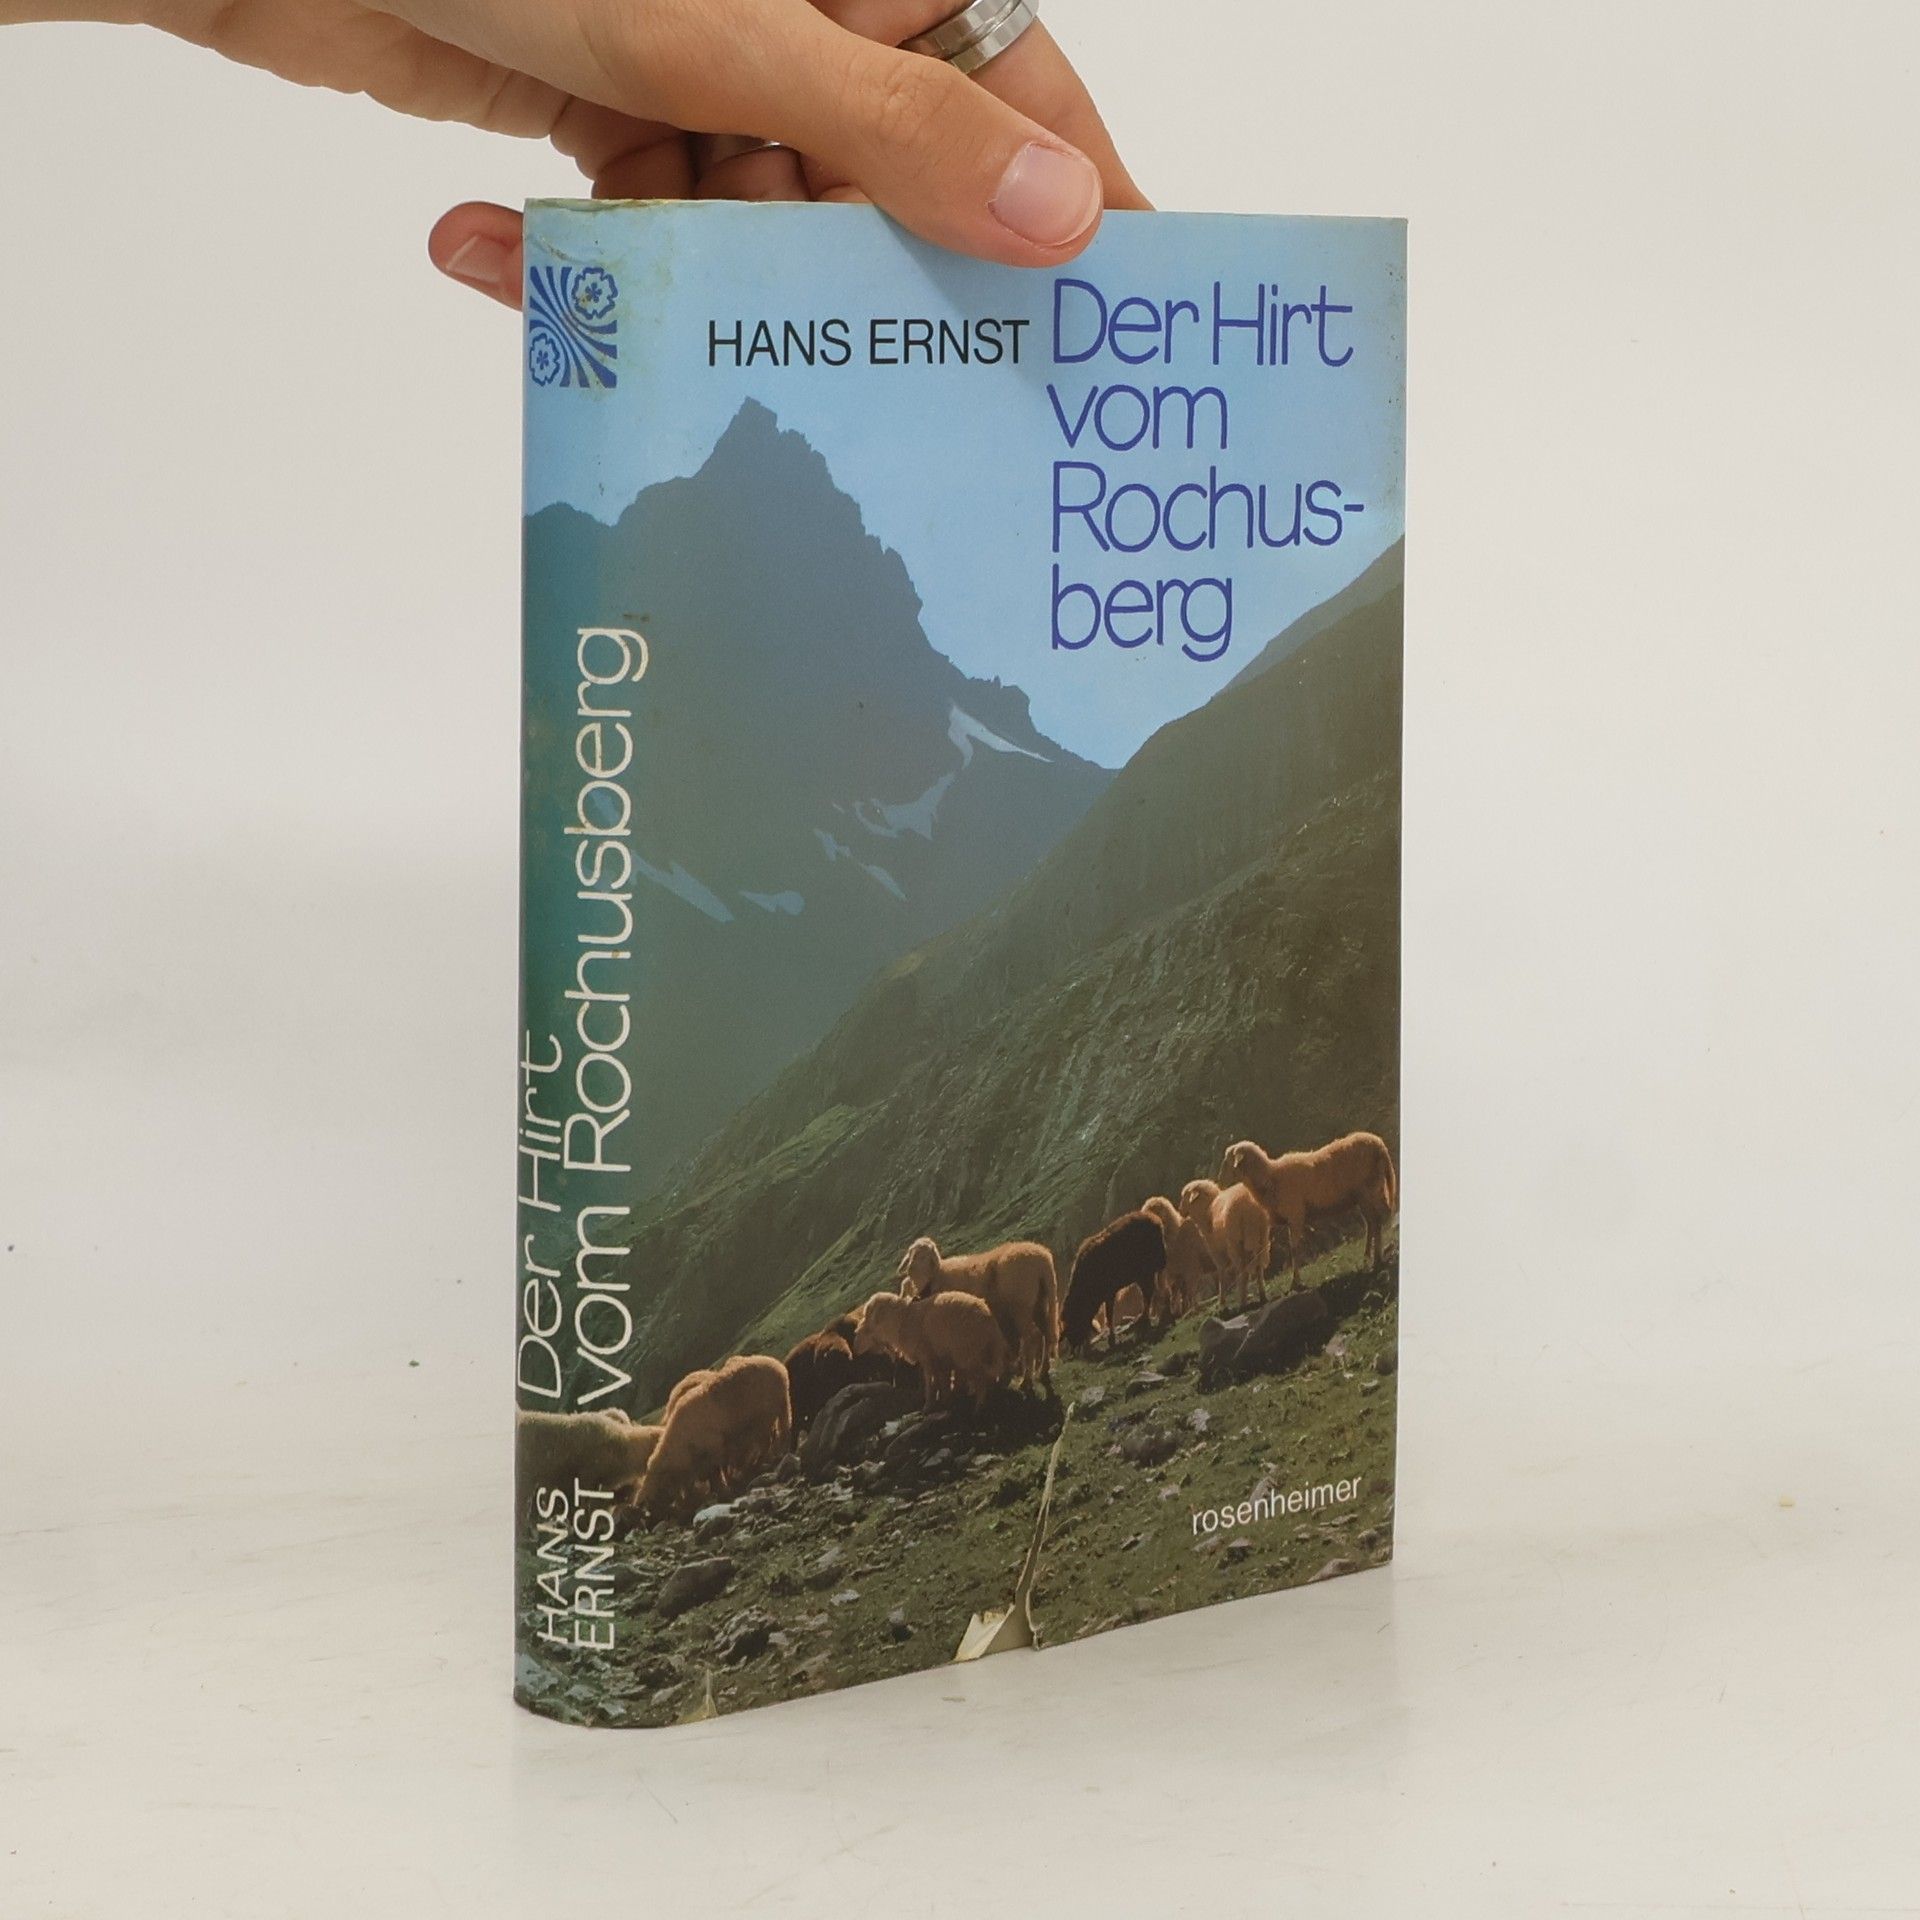 HANS ERNST
Der Hirt
vom
Rochus-
berg
rosenheimer
Der Hirt
vom Rochusberg
HANS
ERNST